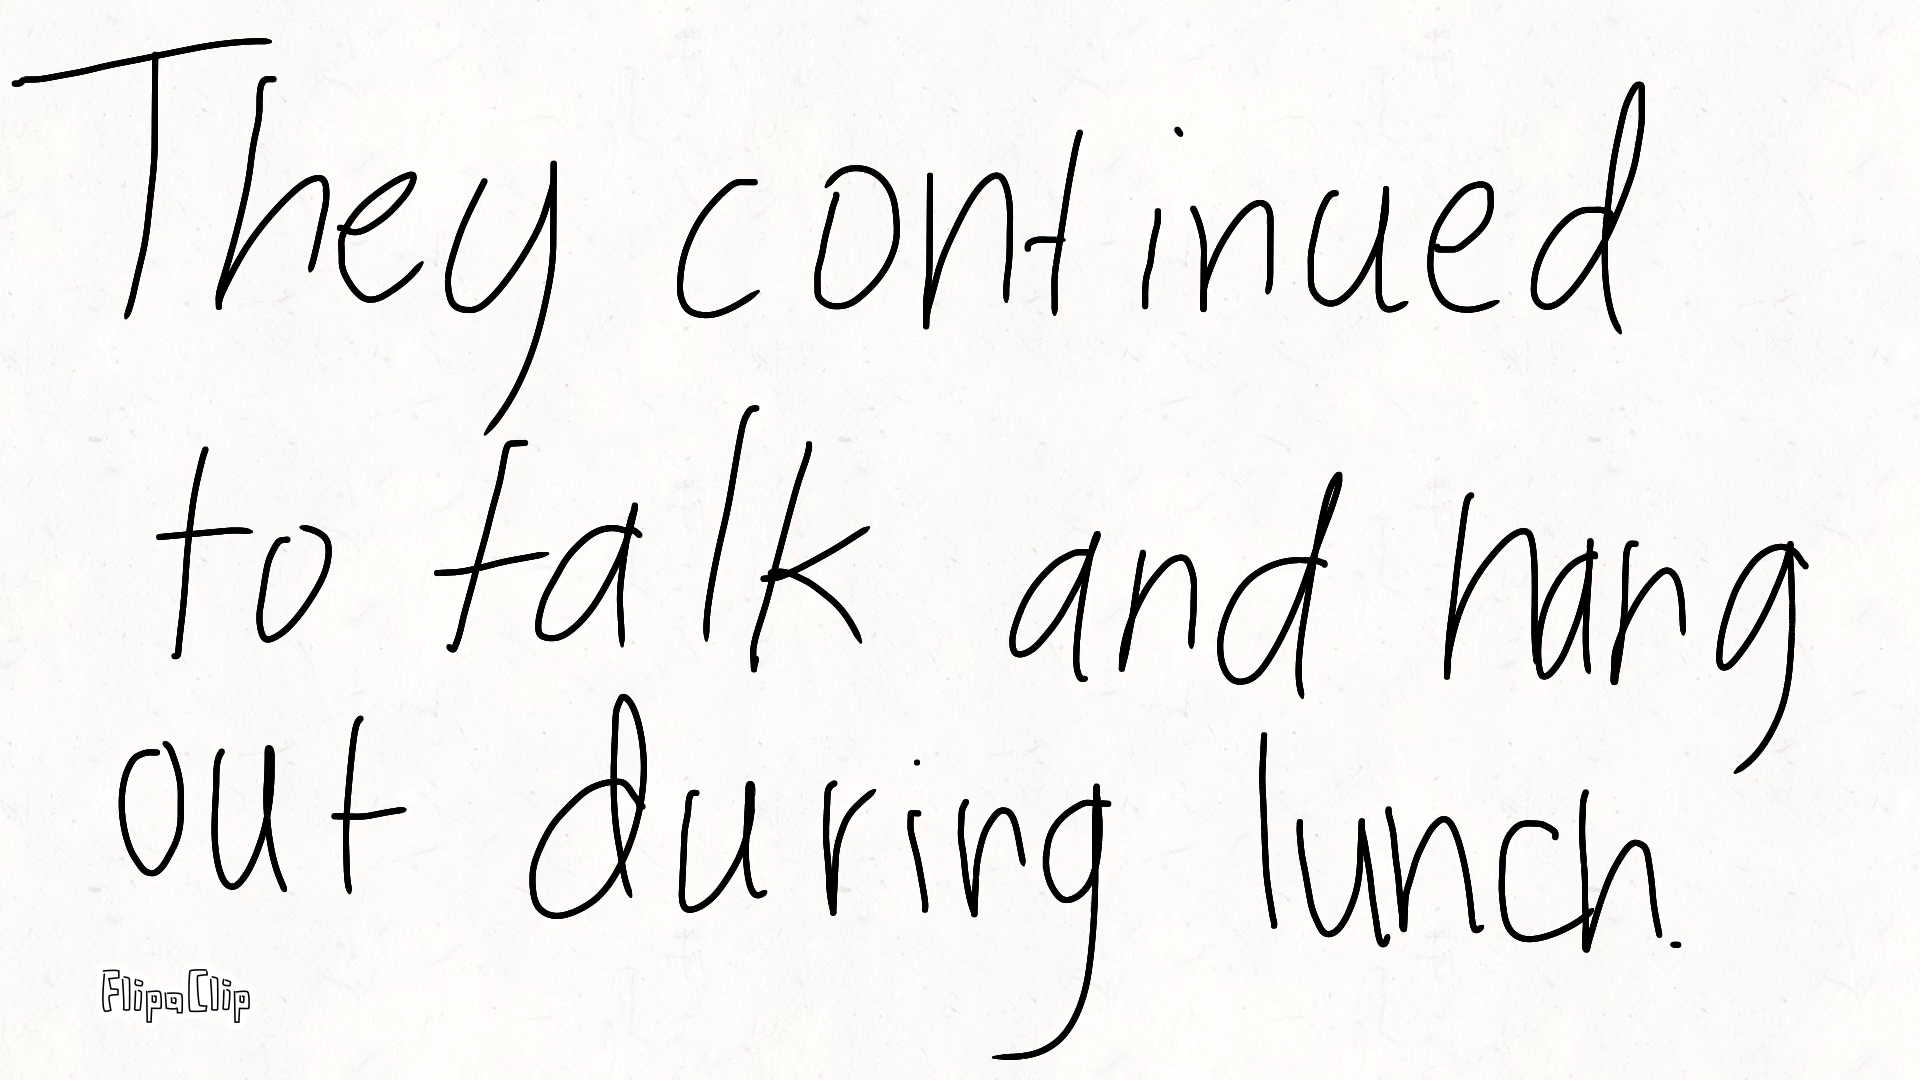 They continued
to talk and hang
out during lunch.
FlipaClip